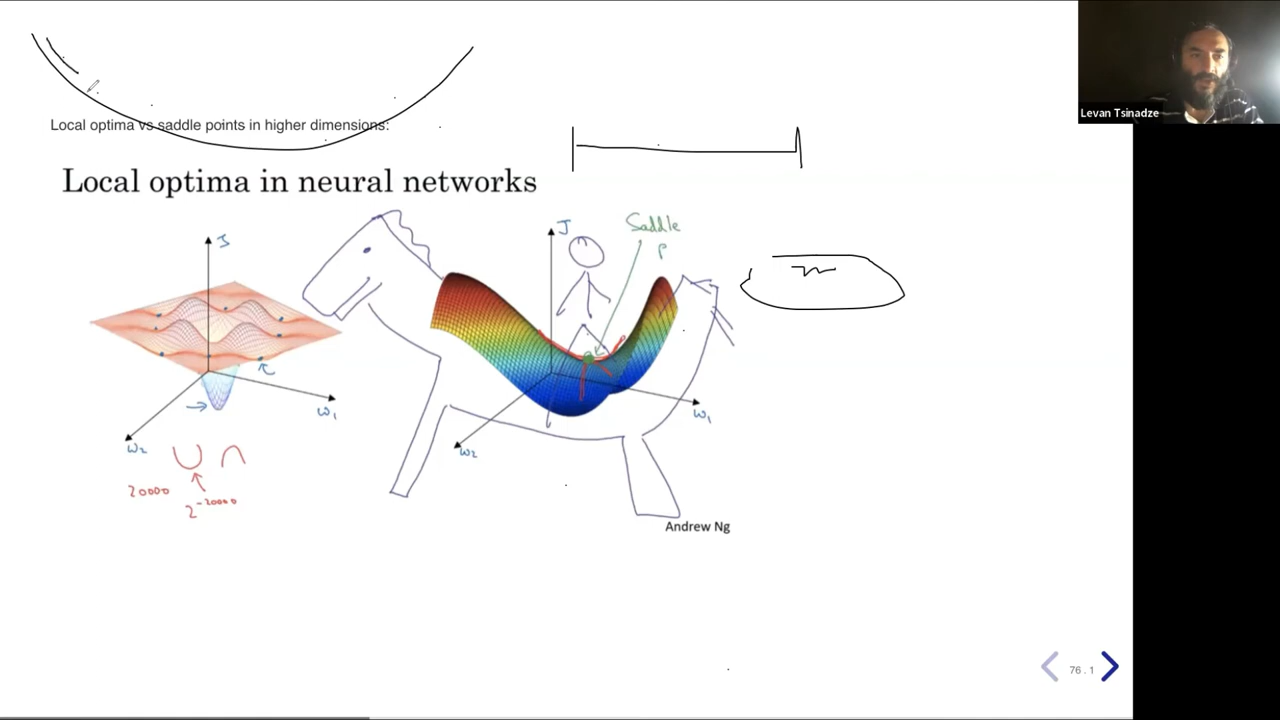 Levan Tsinadze
Local optima vs saddle points in higher dimensions:
Local optima in neural networks
J
J
Saddle
P
w₁
w₂
w₁
w₂
20000
2^-20000
Andrew Ng
76 . 1